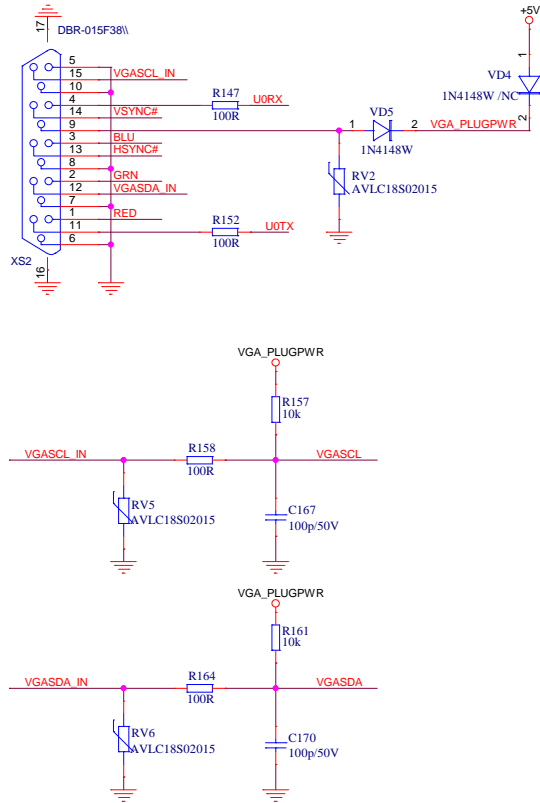 17
DBR-015F38\\
+5V
5
15
VGASCL_IN
10
4
R147
U0RX
100R
14
VSYNC#
9
3
BLU
13
HSYNC#
8
2
GRN
12
VGASDA_IN
7
1
RED
11
R152
U0TX
100R
6
XS2
16
1
VD5
2
VGA_PLUGPWR
1N4148W
1
VD4
1N4148W /NC
2
RV2
AVLC18S02015
VGA_PLUGPWR
R157
10k
VGASCL_IN
R158
100R
VGASCL
RV5
AVLC18S02015
C167
100p/50V
VGA_PLUGPWR
R161
10k
VGASDA_IN
R164
100R
VGASDA
RV6
AVLC18S02015
C170
100p/50V